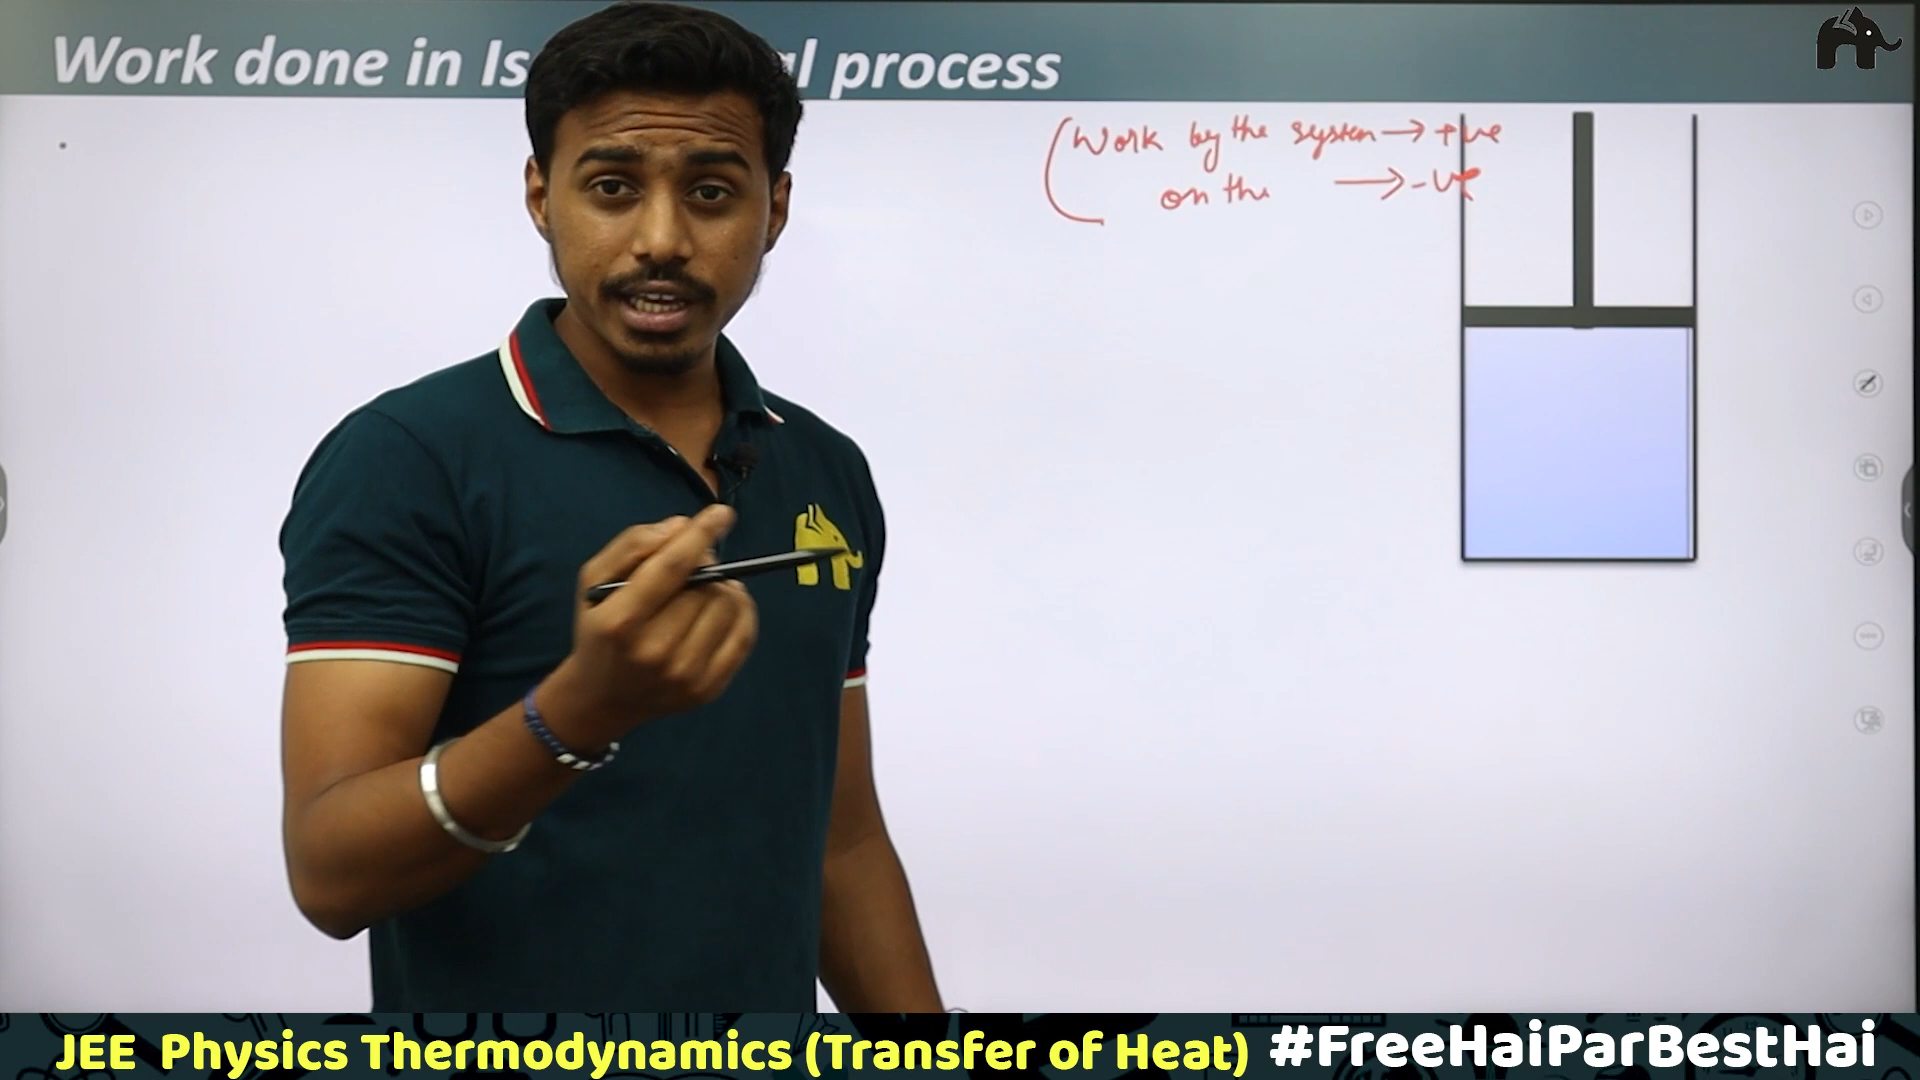 Work done in Is al process
(Work by the system → +ve
on the → -ve
JEE Physics Thermodynamics (Transfer of Heat) #FreeHaiParBestHai